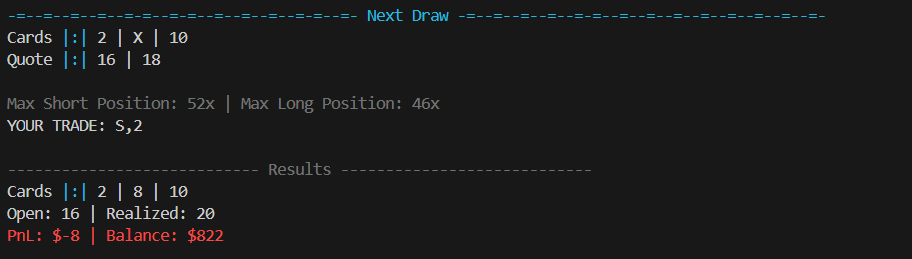 -=--=--=--=-=--=-=--=--=--=-=--=--=--=-- Next Draw -=--=--=--=-=-=--=--=--=--=--=--=--=--=-
Cards |:| 2 | X | 10
Quote |:| 16 | 18
Max Short Position: 52x | Max Long Position: 46x
YOUR TRADE: S,2
---------------------------- Results ----------------------------
Cards |:| 2 | 8 | 10
Open: 16 | Realized: 20
PnL: $-8 | Balance: $822